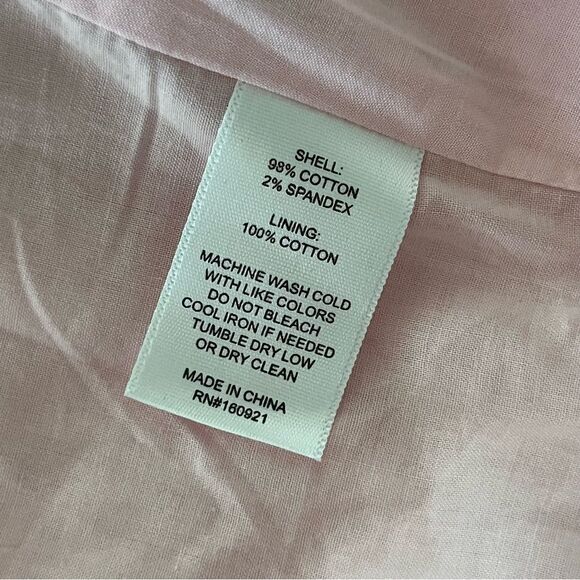 SHELL:
98% COTTON
2% SPANDEX
LINING:
100% COTTON
MACHINE WASH COLD
WITH LIKE COLORS
DO NOT BLEACH
COOL IRON IF NEEDED
TUMBLE DRY LOW
OR DRY CLEAN
MADE IN CHINA
RN#160921